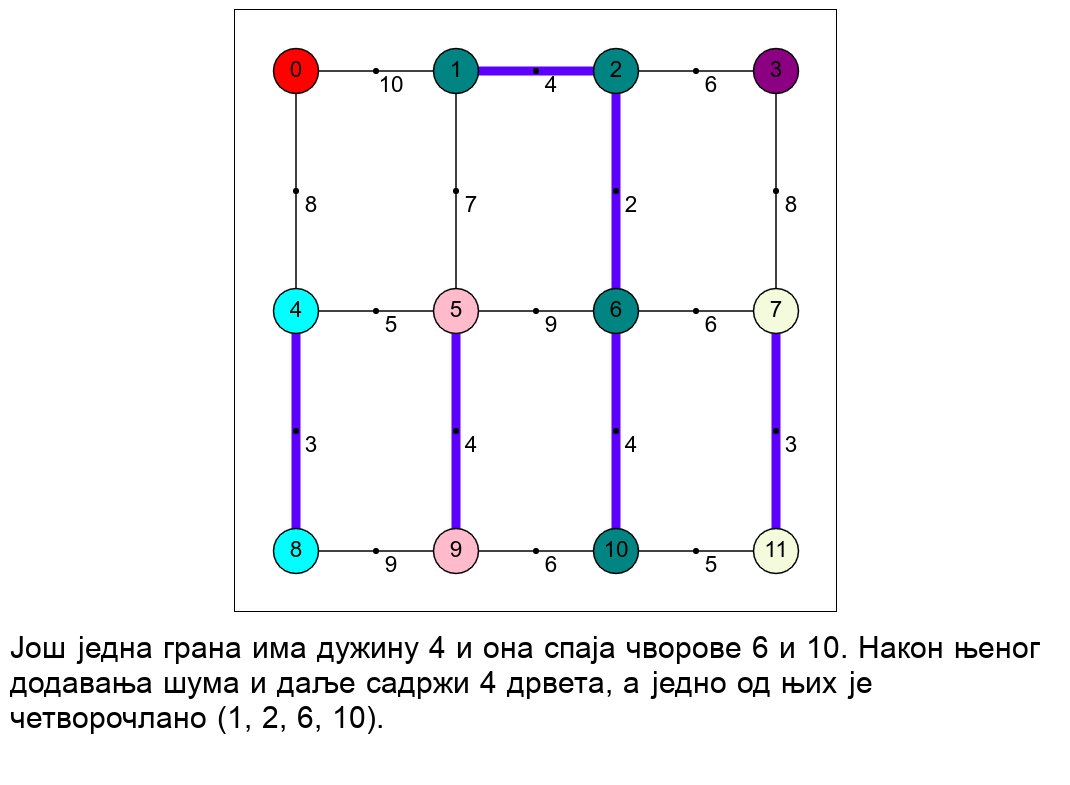 0 1 2 3
10 4 6
8 7 2 8
4 5 6 7
5 9 6
3 4 4 3
8 9 10 11
9 6 5
Још једна грана има дужину 4 и она спаја чворове 6 и 10. Након њеног
додавања шума и даље садржи 4 дрвета, а једно од њих је
четворочлано (1, 2, 6, 10).